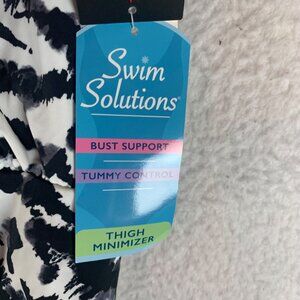 Swim
Solutions
BUST SUPPORT
TUMMY CONTROL
THIGH
MINIMIZER